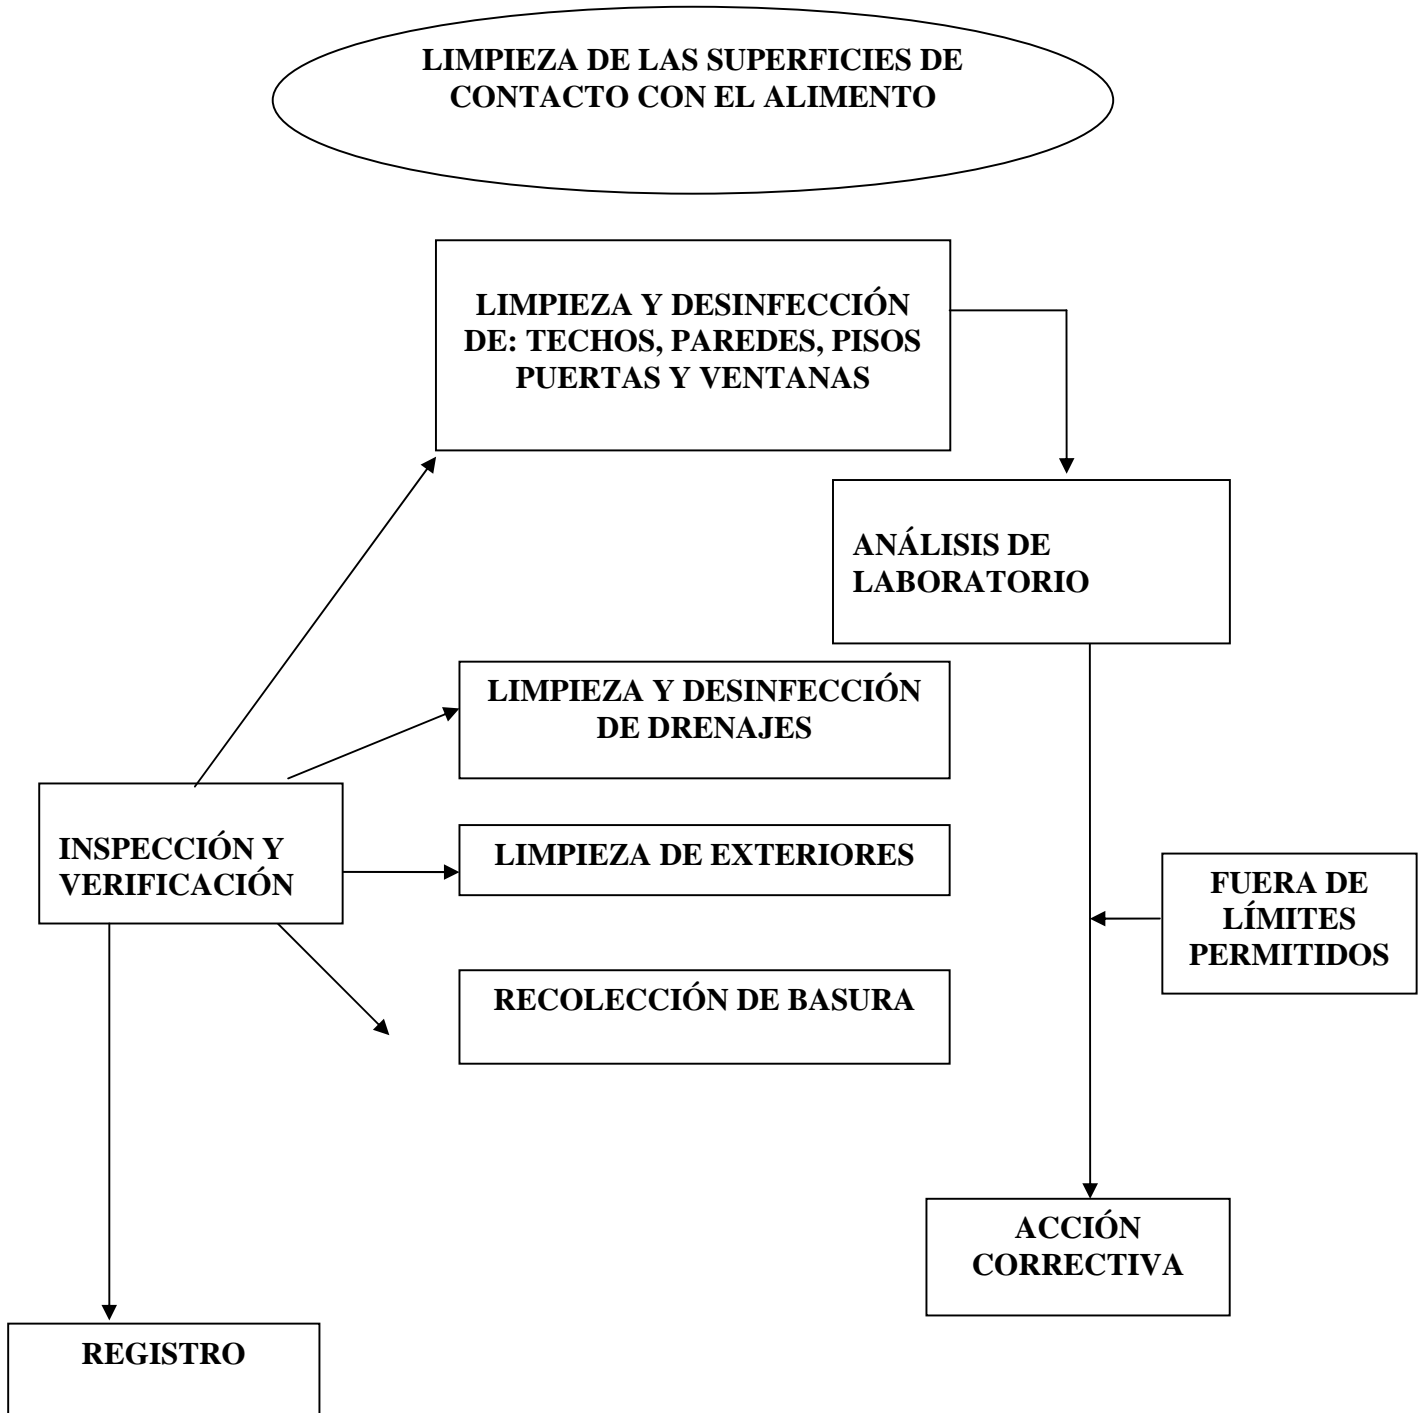 LIMPIEZA DE LAS SUPERFICIES DE
CONTACTO CON EL ALIMENTO
LIMPIEZA Y DESINFECCIÓN
DE: TECHOS, PAREDES, PISOS
PUERTAS Y VENTANAS
ANÁLISIS DE
LABORATORIO
LIMPIEZA Y DESINFECCIÓN
DE DRENAJES
INSPECCIÓN Y
VERIFICACIÓN
LIMPIEZA DE EXTERIORES
FUERA DE
LÍMITES
PERMITIDOS
RECOLECCIÓN DE BASURA
ACCIÓN
CORRECTIVA
REGISTRO